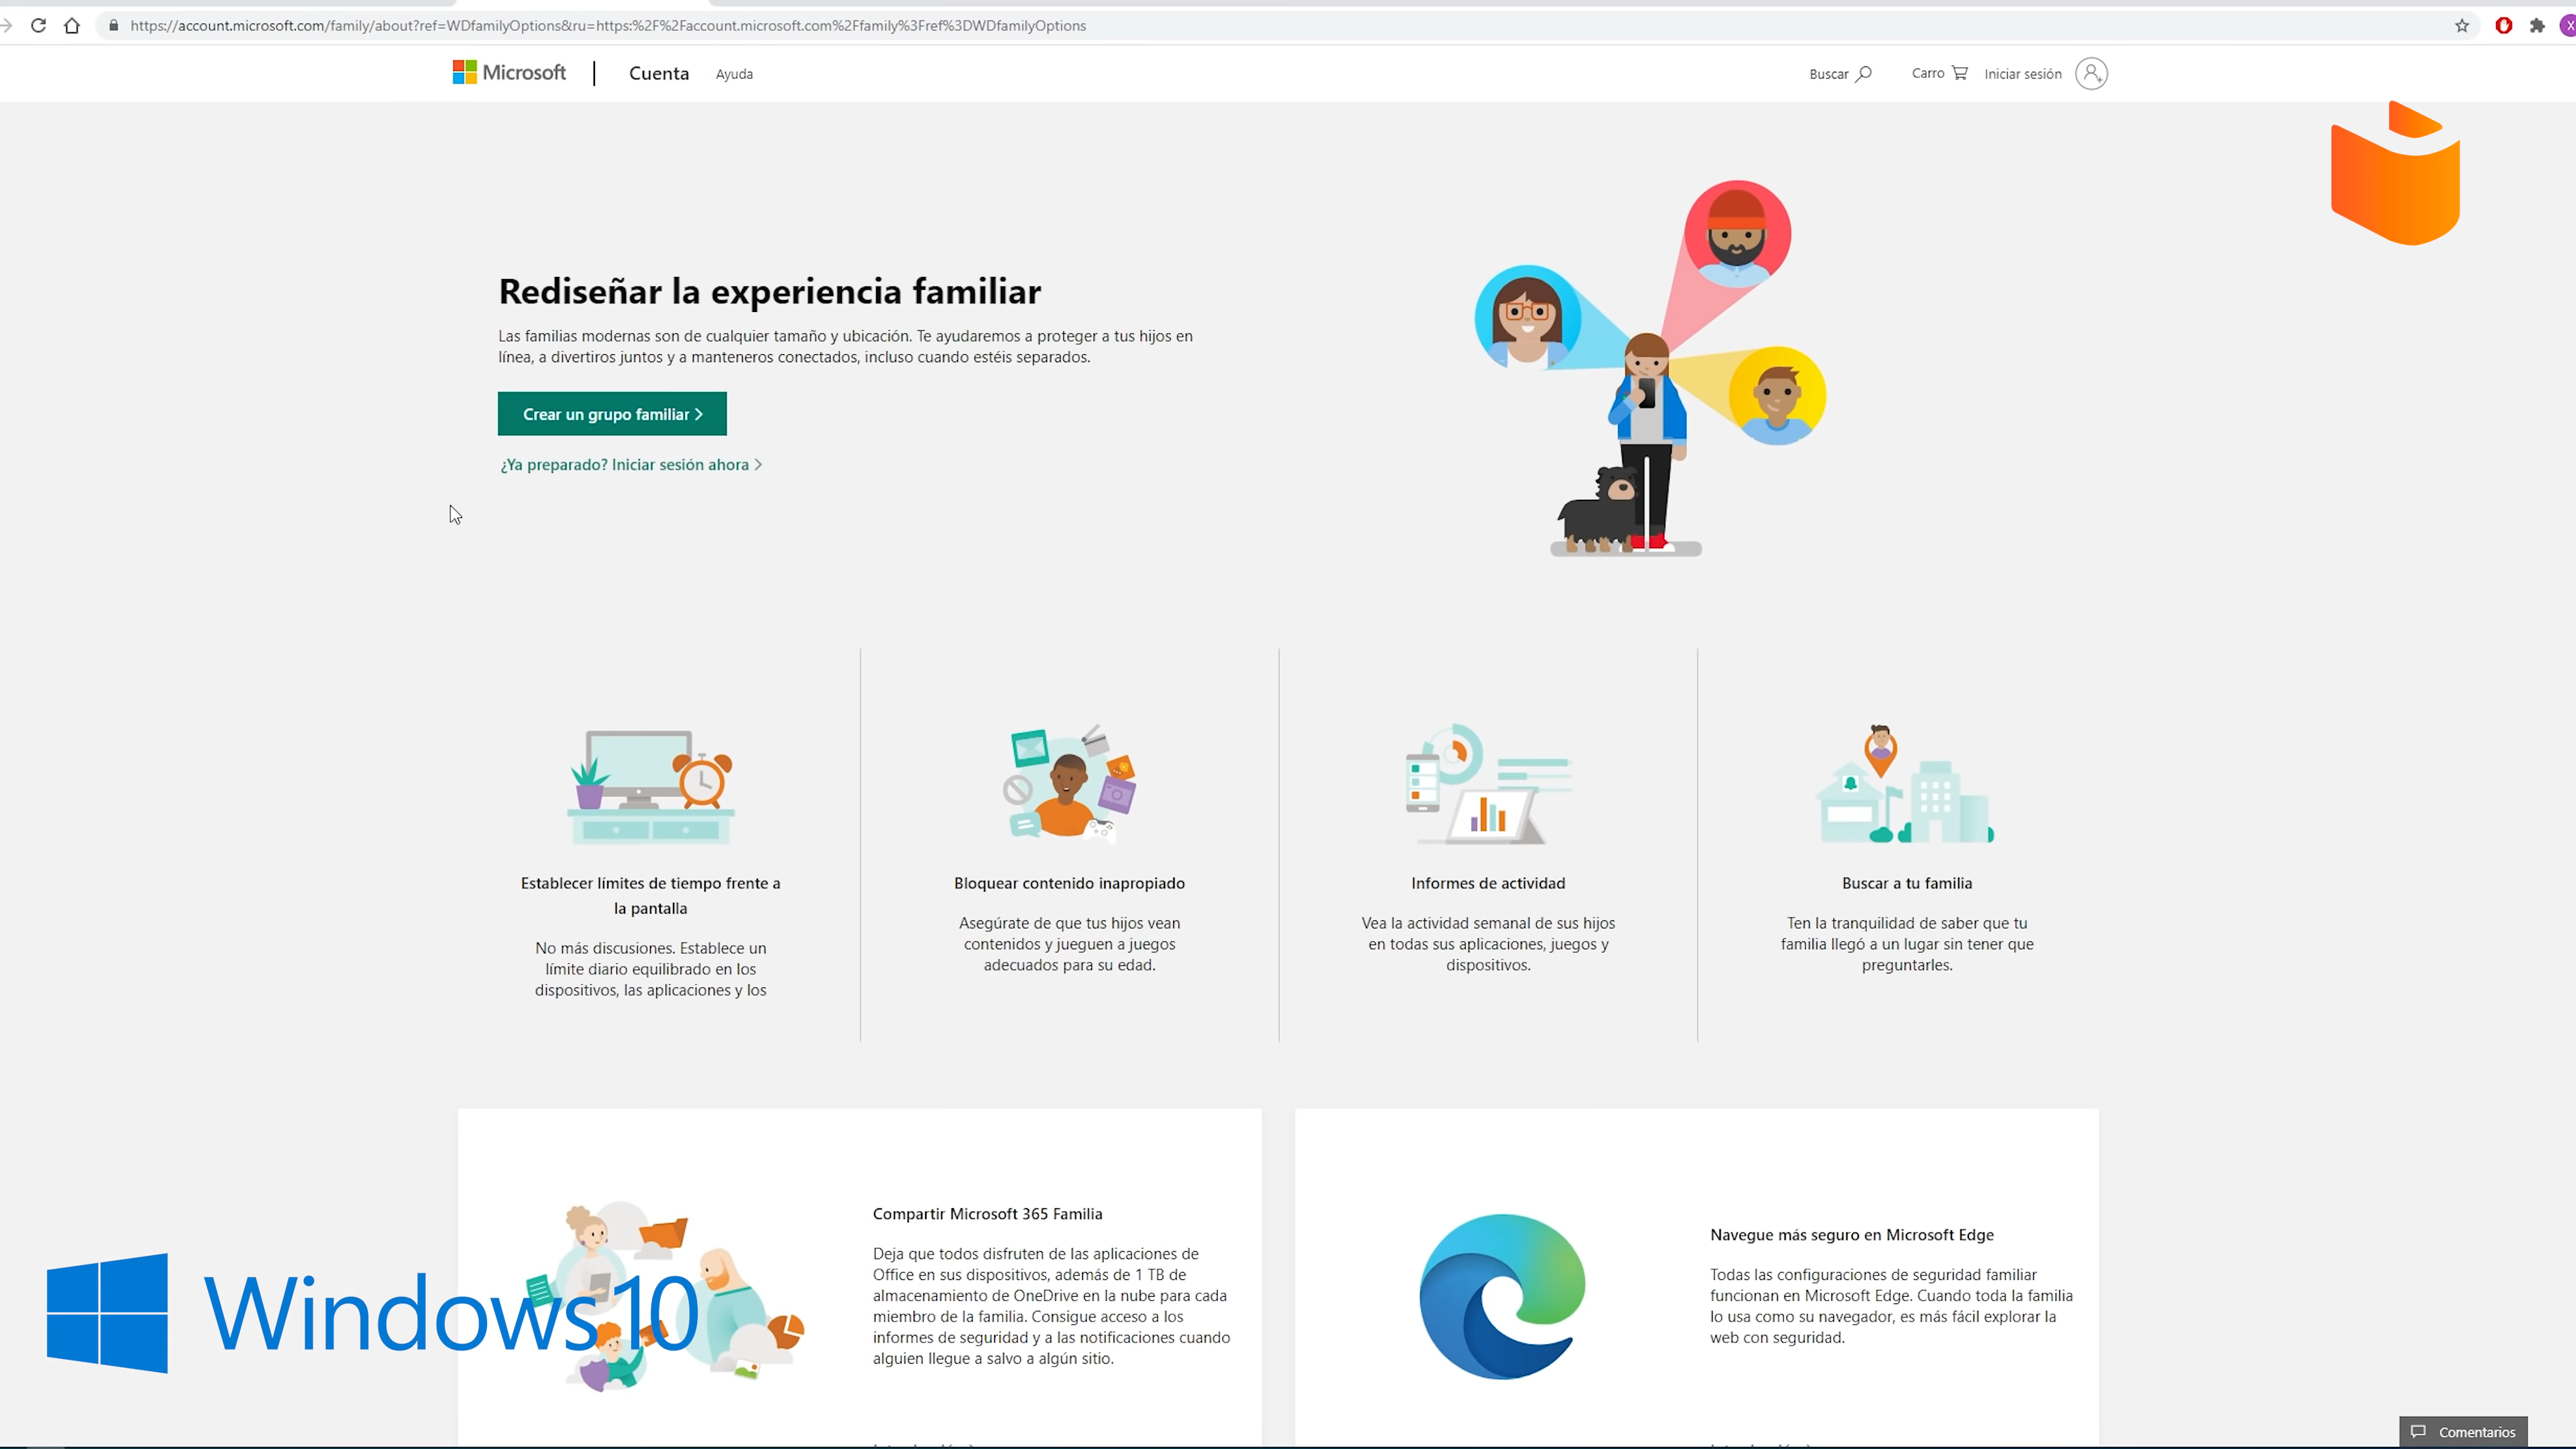 https://account.microsoft.com/family/about?ref=WDfamilyOptions&ru=https:%2F%2Faccount.microsoft.com%2Ffamily%3Fref%3DWDfamilyOptions
X
Microsoft
Cuenta
Ayuda
Buscar
Carro
Iniciar sesión
Rediseñar la experiencia familiar
Las familias modernas son de cualquier tamaño y ubicación. Te ayudaremos a proteger a tus hijos en
línea, a divertiros juntos y a manteneros conectados, incluso cuando estéis separados.
Crear un grupo familiar
¿Ya preparado? Iniciar sesión ahora
Establecer límites de tiempo frente a
la pantalla
No más discusiones. Establece un
límite diario equilibrado en los
dispositivos, las aplicaciones y los
Bloquear contenido inapropiado
Asegúrate de que tus hijos vean
contenidos y jueguen a juegos
adecuados para su edad.
Informes de actividad
Vea la actividad semanal de sus hijos
en todas sus aplicaciones, juegos y
dispositivos.
Buscar a tu familia
Ten la tranquilidad de saber que tu
familia llegó a un lugar sin tener que
preguntarles.
Compartir Microsoft 365 Familia
Deja que todos disfruten de las aplicaciones de
Office en sus dispositivos, además de 1 TB de
almacenamiento de OneDrive en la nube para cada
miembro de la familia. Consigue acceso a los
informes de seguridad y a las notificaciones cuando
alguien llegue a salvo a algún sitio.
Navegue más seguro en Microsoft Edge
Todas las configuraciones de seguridad familiar
funcionan en Microsoft Edge. Cuando toda la familia
lo usa como su navegador, es más fácil explorar la
web con seguridad.
Windows 10
Comentarios